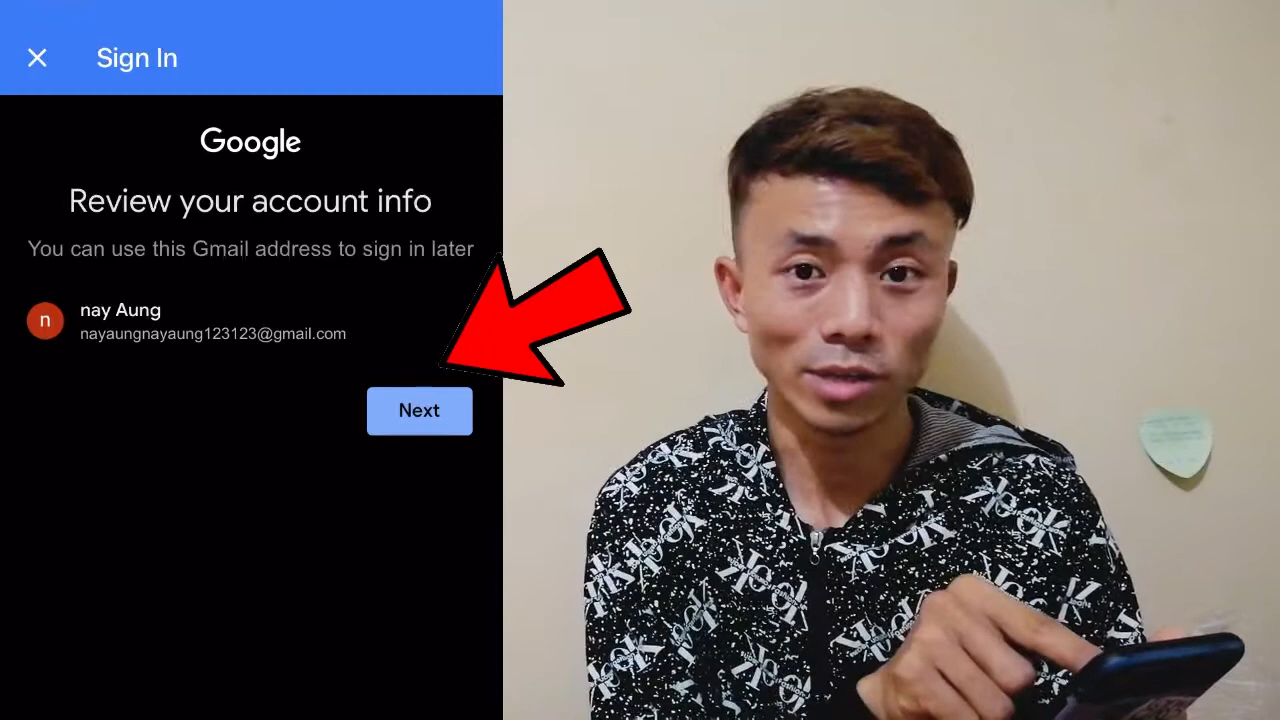 Sign In
Google
Review your account info
You can use this Gmail address to sign in later
n
nay Aung
nayaungnayaung123123@gmail.com
Next